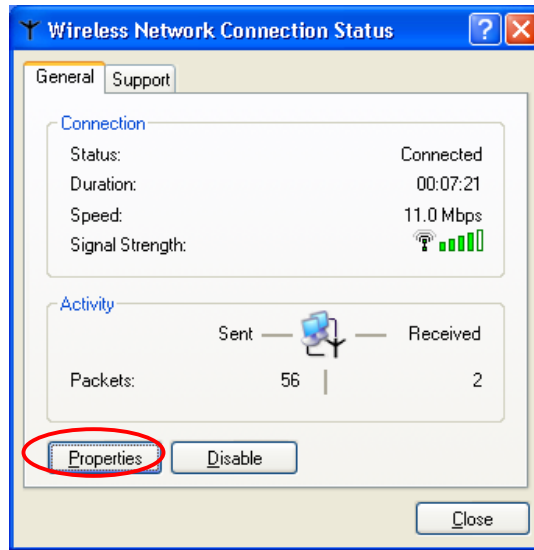 Wireless Network Connection Status
General Support
Connection
Status: Connected
Duration: 00:07:21
Speed: 11.0 Mbps
Signal Strength:
Activity
Sent Received
Packets: 56 2
Properties Disable
Close